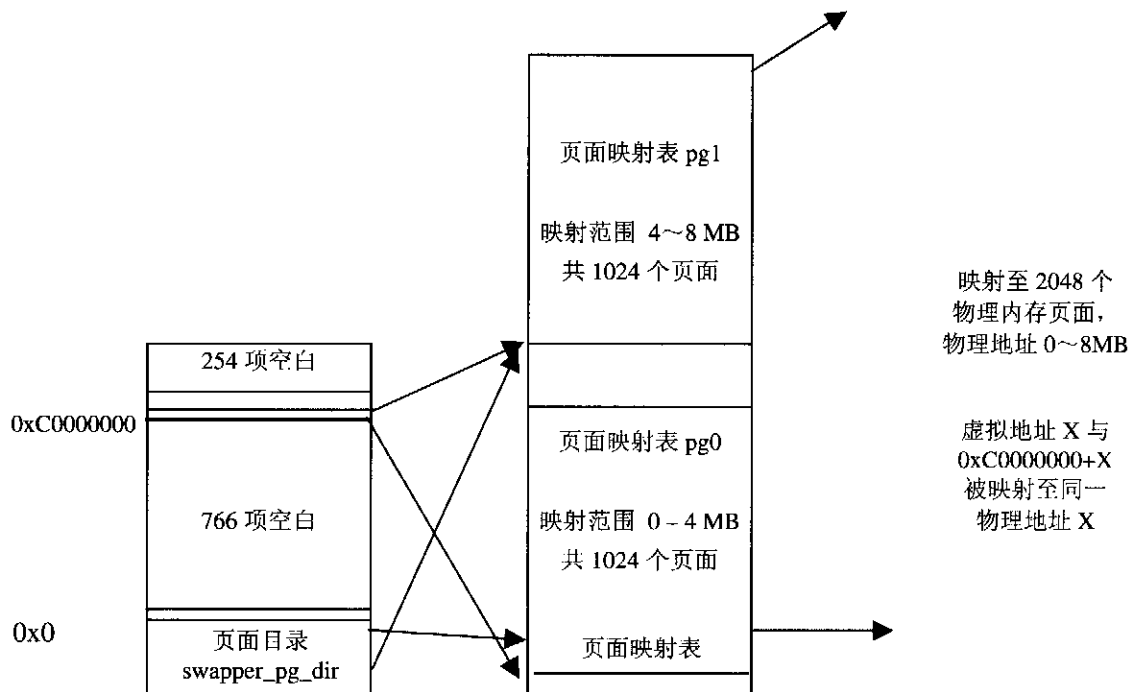 页面映射表 pg1
映射范围 4～8 MB
共 1024 个页面
254 项空白
0xC0000000
766 项空白
0x0
页面目录
swapper_pg_dir
页面映射表 pg0
映射范围 0－4 MB
共 1024 个页面
页面映射表
映射至 2048 个
物理内存页面，
物理地址 0～8MB
虚拟地址 X 与
0xC0000000+X
被映射至同一
物理地址 X